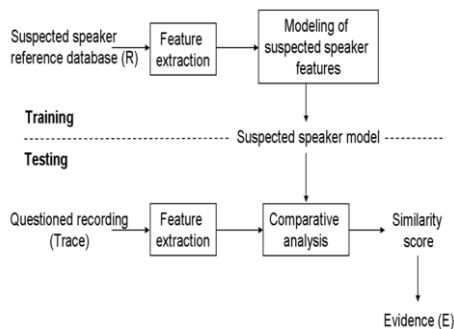 Suspected speaker
reference database (R)
Feature
extraction
Modeling of
suspected speaker
features
Training
Suspected speaker model
Testing
Questioned recording
(Trace)
Feature
extraction
Comparative
analysis
Similarity
score
Evidence (E)